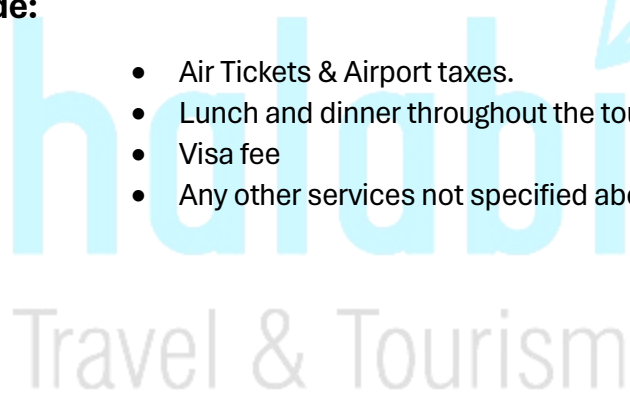 de:
• Air Tickets & Airport taxes.
• Lunch and dinner throughout the tou
• Visa fee
• Any other services not specified abo
halabi
Travel & Tourism